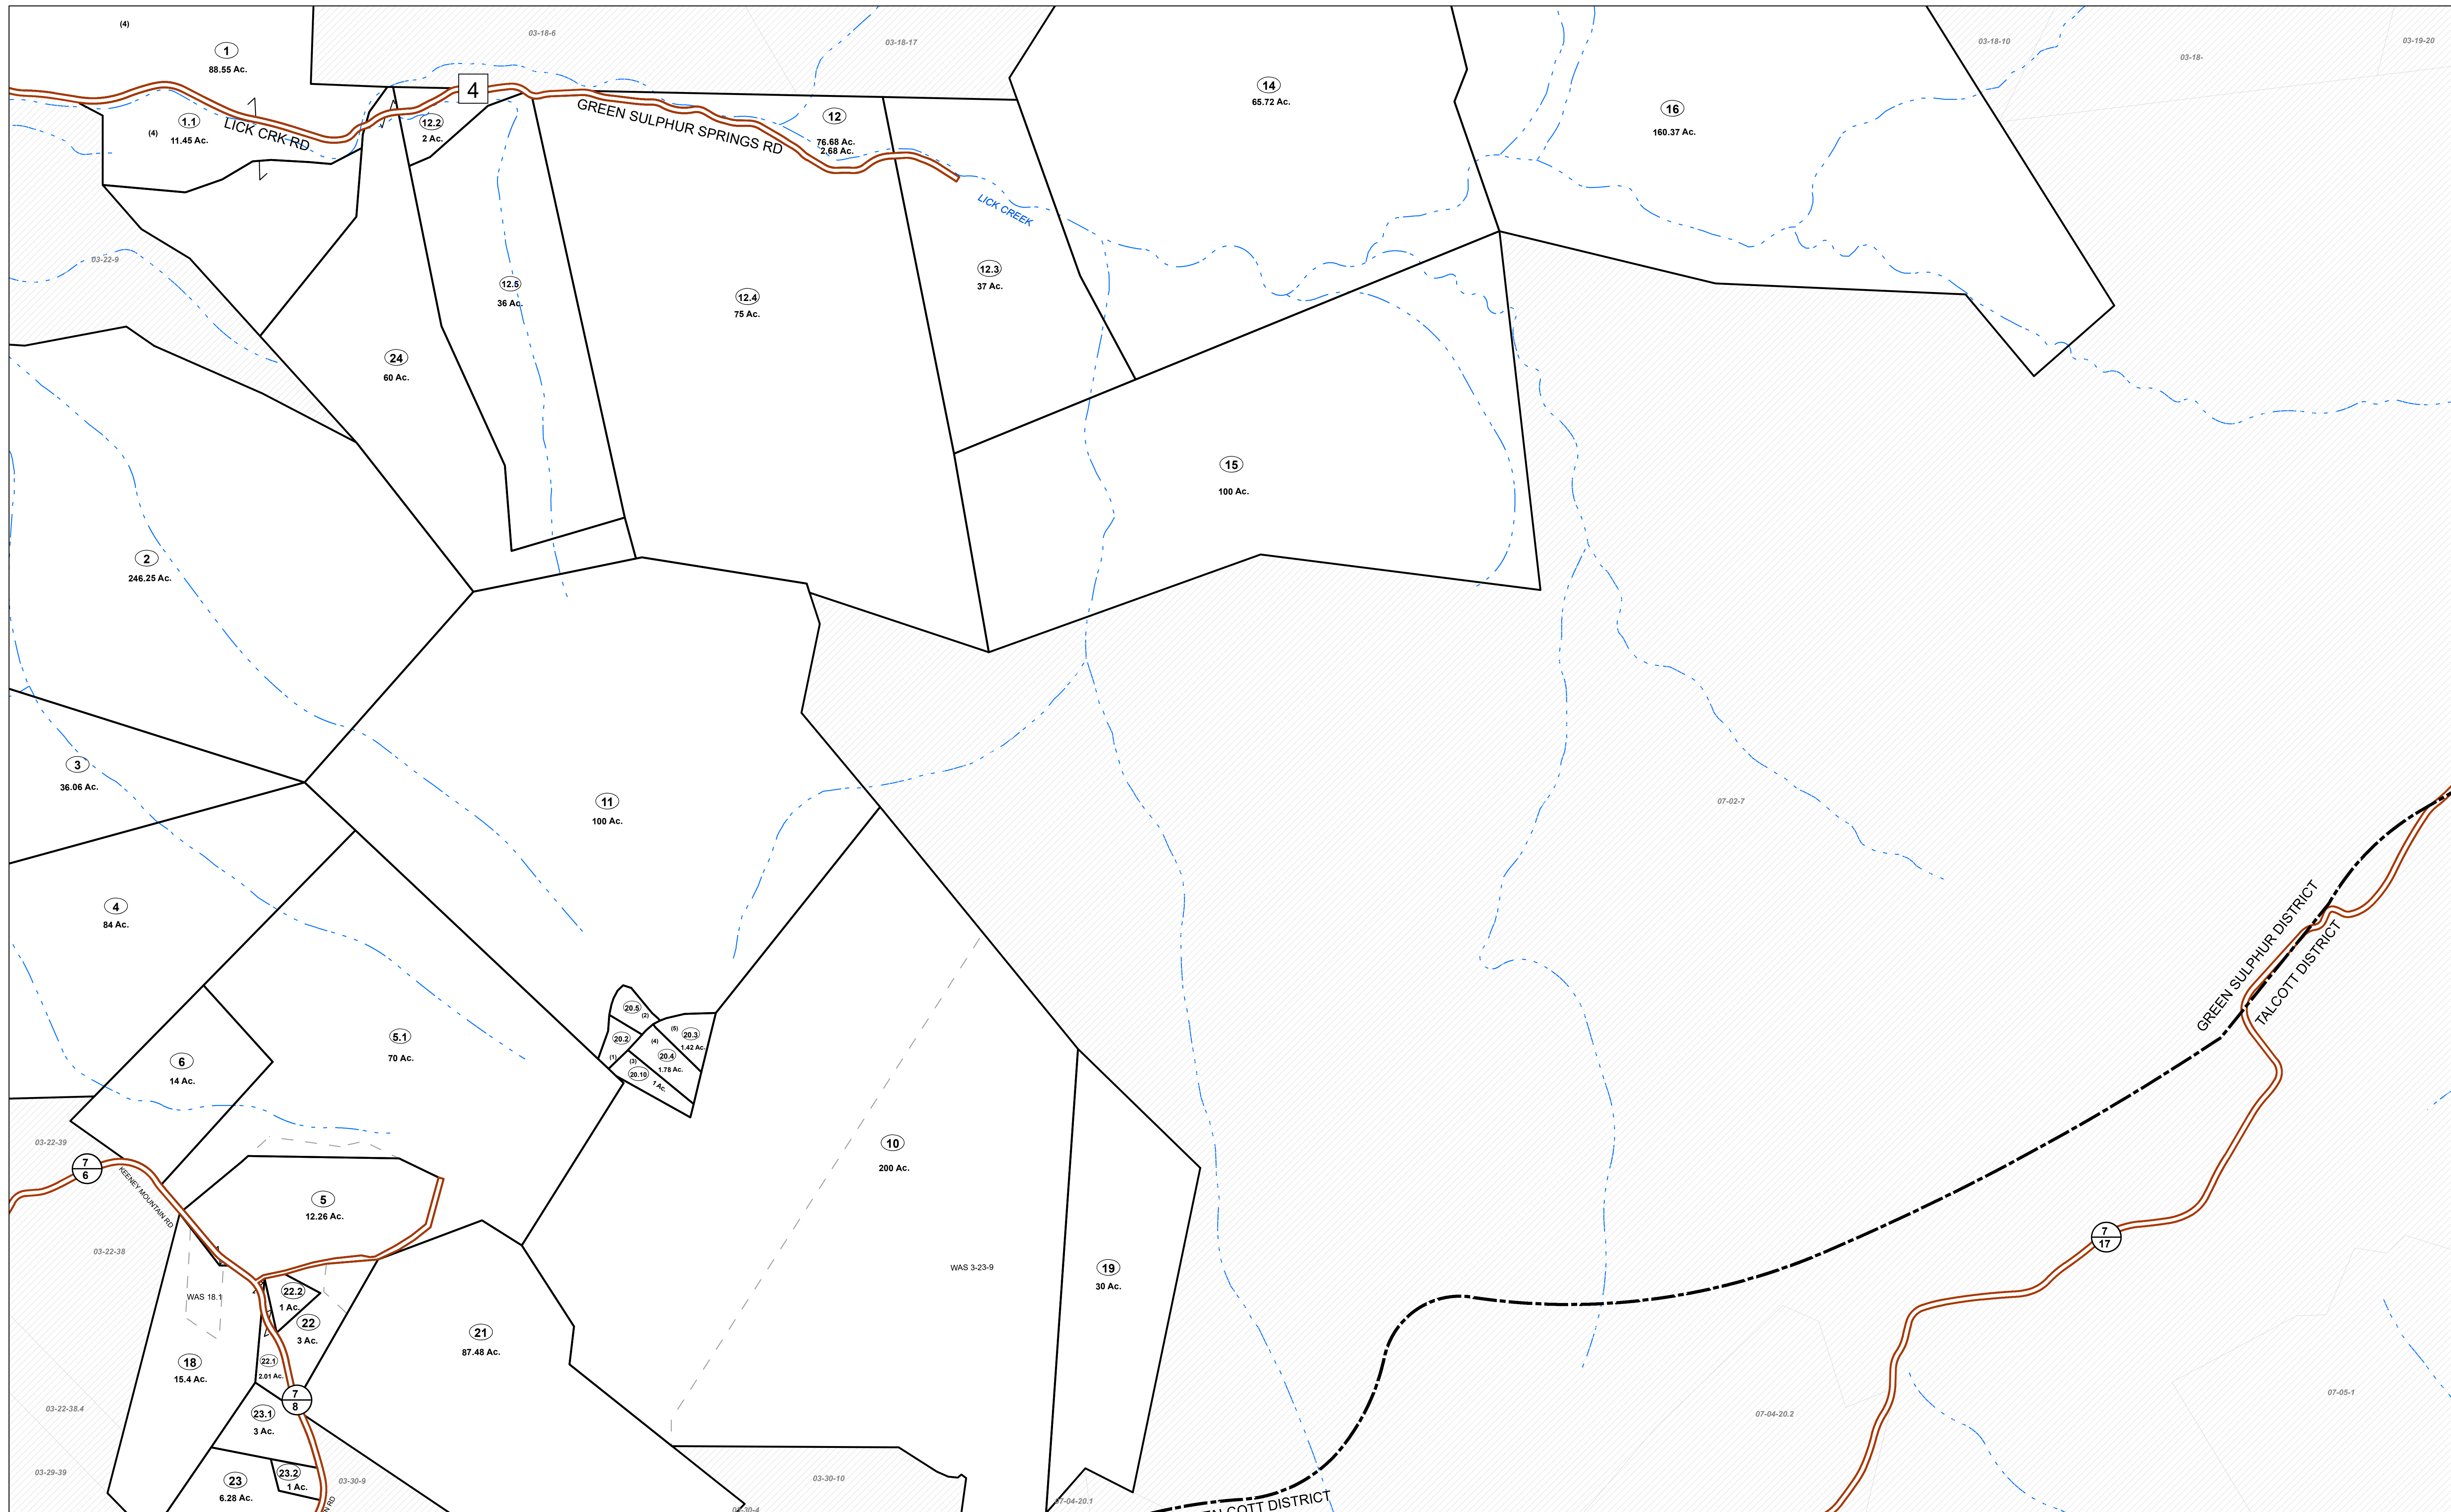 (4)
1
88.55 Ac.
03-18-6
03-18-17
14
65.72 Ac.
16
160.37 Ac.
03-18-10
03-18-
03-19-20
4
1.1
(4)
11.45 Ac.
LICK CRK RD
12.2
2 Ac.
GREEN SULPHUR SPRINGS RD
12
76.68 Ac.
2.68 Ac.
LICK CREEK
03-22-9
12.5
36 Ac.
12.4
75 Ac.
12.3
37 Ac.
24
60 Ac.
15
100 Ac.
2
246.25 Ac.
3
36.06 Ac.
11
100 Ac.
07-02-7
4
84 Ac.
GREEN SULPHUR DISTRICT
TALCOTT DISTRICT
20.5
(2)
20.2
(1)
(5)
20.3
1.42 Ac.
(4)
20.4
1.78 Ac.
(3)
20.10
1 Ac.
5.1
70 Ac.
6
14 Ac.
03-22-39
7
6
KEENEY MOUNTAIN RD
10
200 Ac.
5
12.26 Ac.
03-22-38
7
17
WAS 3-23-9
19
30 Ac.
WAS 18.1
22.2
1 Ac.
22
3 Ac.
21
87.48 Ac.
18
15.4 Ac.
22.1
2.01 Ac.
7
8
03-22-38.4
23.1
3 Ac.
07-04-20.2
07-05-1
03-29-39
23
6.28 Ac.
23.2
1 Ac.
03-30-9
03-30-10
07-04-20.1
03-30-4
RD
TALCOTT DISTRICT